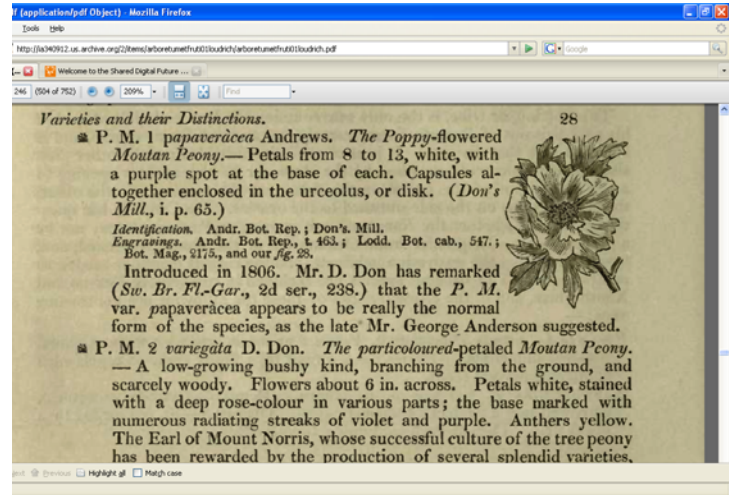 lf (application/pdf Object) - Mozilla Firefox
Tools Help
http://ia340912.us.archive.org/2/items/arboretumetfruti01loudrich/arboretumetfruti01loudrich.pdf
Google
Welcome to the Shared Digital Future ...
246 (504 of 752) 209% Find
Varieties and their Distinctions. 28
P. M. 1 papaveràcea Andrews. The Poppy-flowered
Moutan Peony.— Petals from 8 to 13, white, with
a purple spot at the base of each. Capsules al-
together enclosed in the urceolus, or disk. (Don's
Mill., i. p. 65.)
Identification. Andr. Bot. Rep.; Don's. Mill.
Engravings. Andr. Bot. Rep., t. 463.; Lodd. Bot. cab., 547.;
Bot. Mag., 2175., and our fig. 28.
Introduced in 1806. Mr. D. Don has remarked
(Sw. Br. Fl.-Gar., 2d ser., 238.) that the P. M.
var. papaveràcea appears to be really the normal
form of the species, as the late Mr. George Anderson suggested.
P. M. 2 variegàta D. Don. The particoloured-petaled Moutan Peony.
— A low-growing bushy kind, branching from the ground, and
scarcely woody. Flowers about 6 in. across. Petals white, stained
with a deep rose-colour in various parts; the base marked with
numerous radiating streaks of violet and purple. Anthers yellow.
The Earl of Mount Norris, whose successful culture of the tree peony
has been rewarded by the production of several splendid varieties,
Previous Highlight all Match case